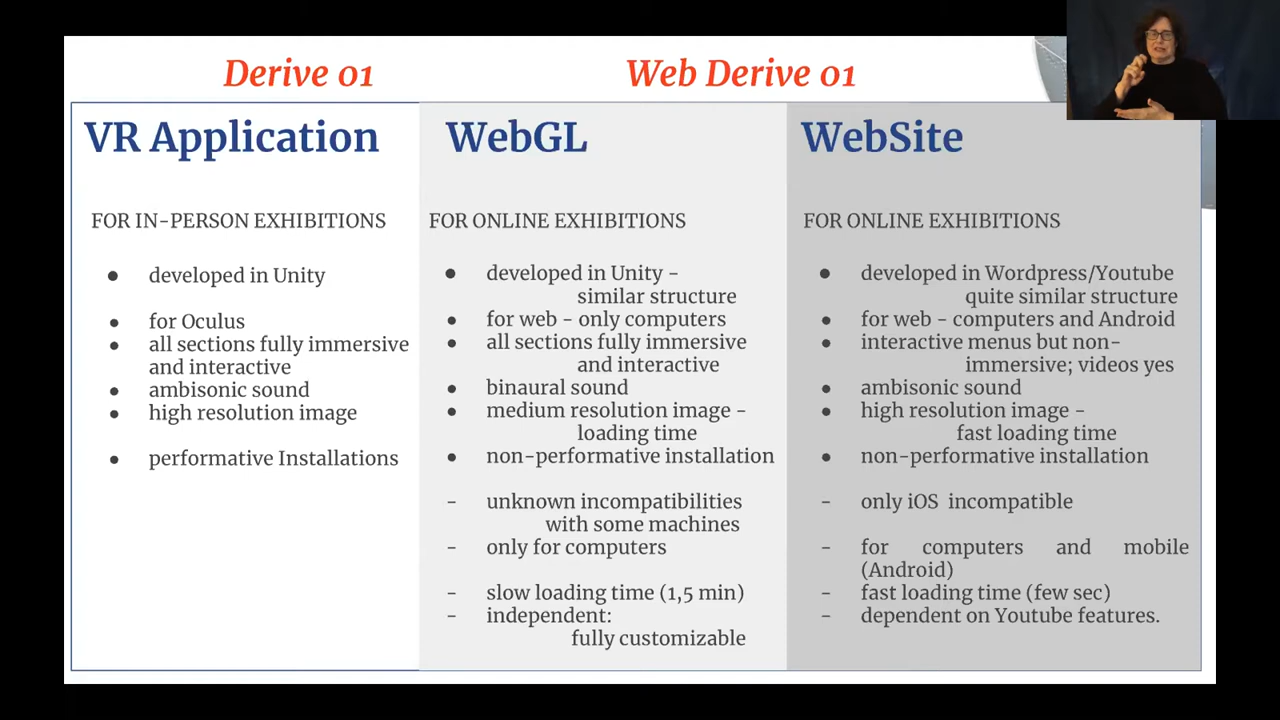 Derive 01
Web Derive 01
VR Application
FOR IN-PERSON EXHIBITIONS
● developed in Unity
● for Oculus
● all sections fully immersive
and interactive
● ambisonic sound
● high resolution image
● performative Installations
WebGL
FOR ONLINE EXHIBITIONS
● developed in Unity -
similar structure
● for web - only computers
● all sections fully immersive
and interactive
● binaural sound
● medium resolution image -
loading time
● non-performative installation
- unknown incompatibilities
with some machines
- only for computers
- slow loading time (1,5 min)
- independent:
fully customizable
WebSite
FOR ONLINE EXHIBITIONS
● developed in Wordpress/Youtube
quite similar structure
● for web - computers and Android
● interactive menus but non-
immersive; videos yes
● ambisonic sound
● high resolution image -
fast loading time
● non-performative installation
- only iOS incompatible
- for computers and mobile
(Android)
- fast loading time (few sec)
- dependent on Youtube features.